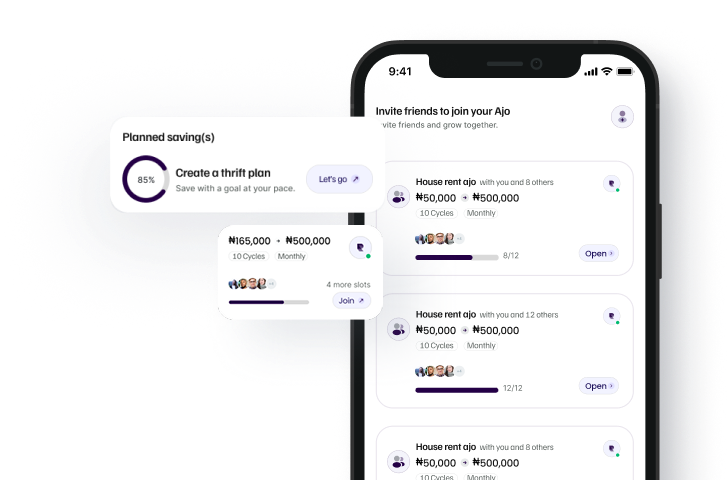 9:41
Invite friends to join your Ajo
vite friends and grow together.
Planned saving(s)
85%
Create a thrift plan
Save with a goal at your pace.
Let's go
₦165,000 → ₦500,000
10 Cycles Monthly
4 more slots
Join
House rent ajo with you and 8 others
₦50,000 → ₦500,000
10 Cycles Monthly
8/12
Open
House rent ajo with you and 12 others
₦50,000 → ₦500,000
10 Cycles Monthly
12/12
Open
House rent ajo with you and 8 others
₦50,000 → ₦500,000
10 Cycles Monthly